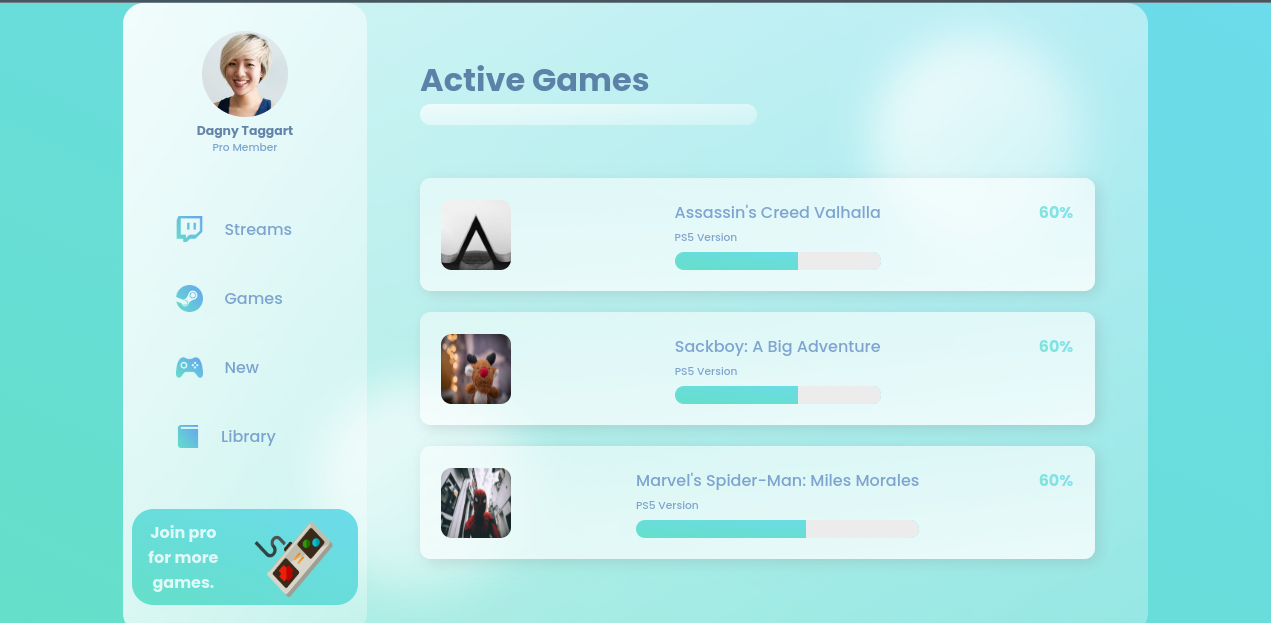 Dagny Taggart
Pro Member
Streams
Games
New
Library
Join pro
for more
games.
Active Games
Assassin's Creed Valhalla
60%
PS5 Version
Sackboy: A Big Adventure
60%
PS5 Version
Marvel's Spider-Man: Miles Morales
60%
PS5 Version